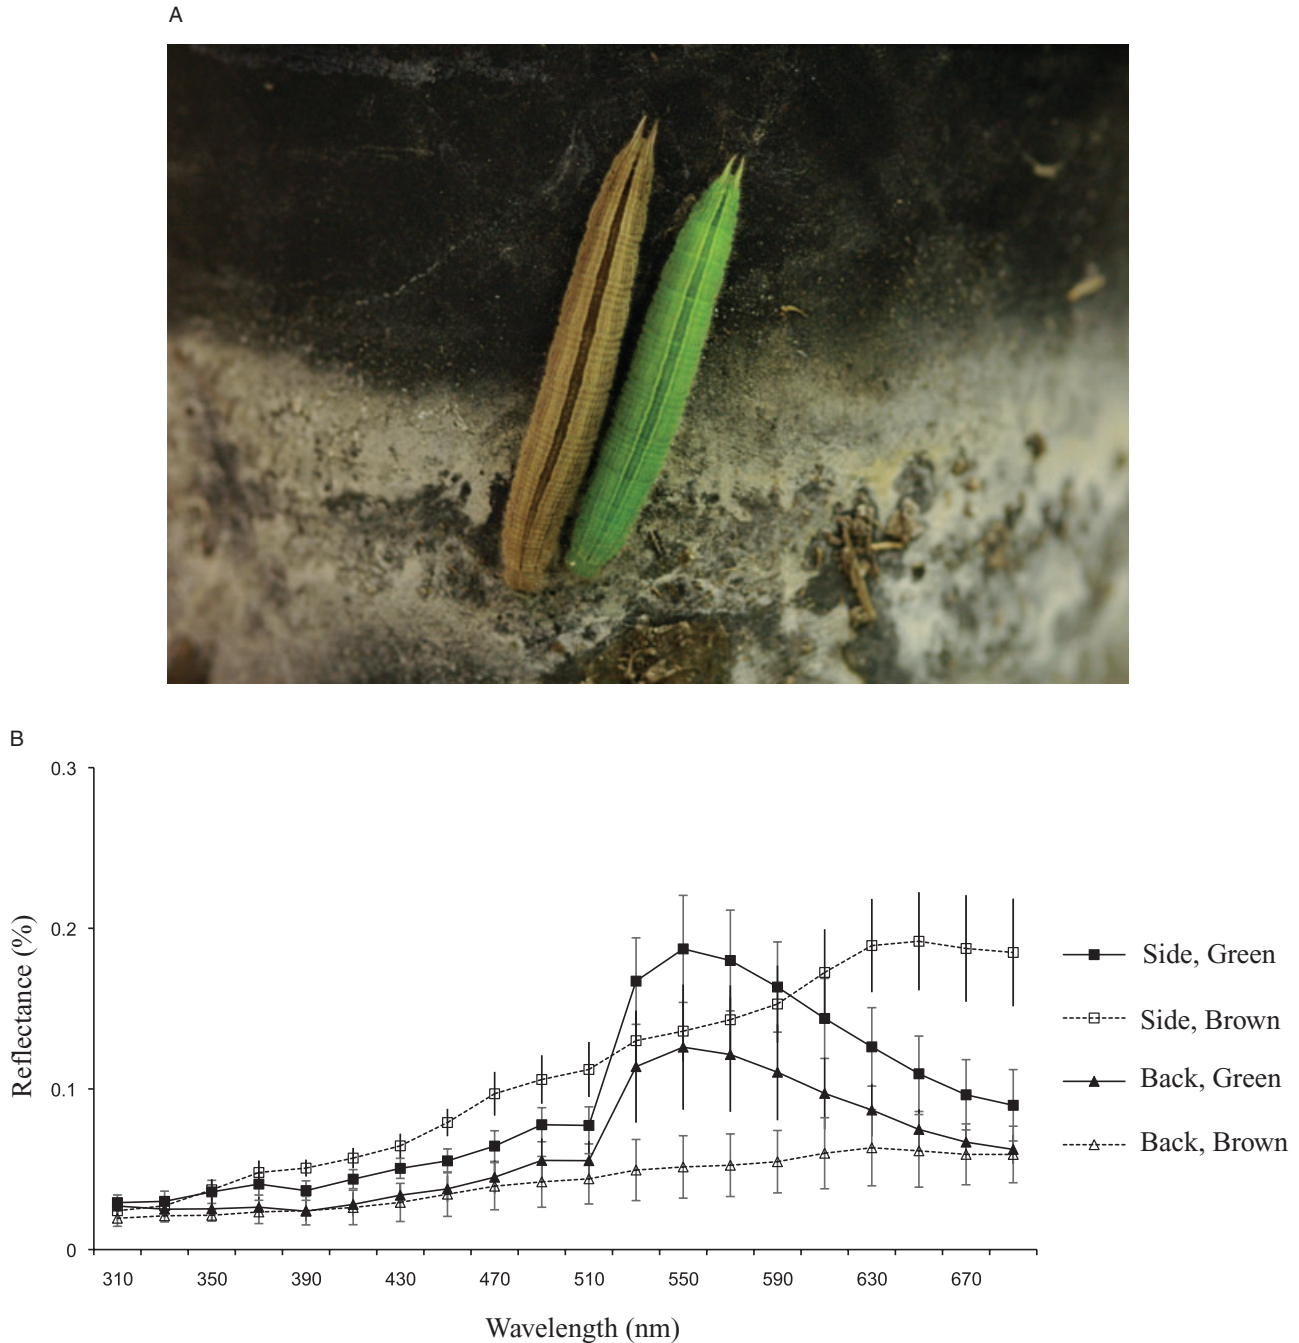 A
B
0.3
0.2
0.1
0
Reflectance (%)
310 350 390 430 470 510 550 590 630 670
Wavelength (nm)
Side, Green
Side, Brown
Back, Green
Back, Brown